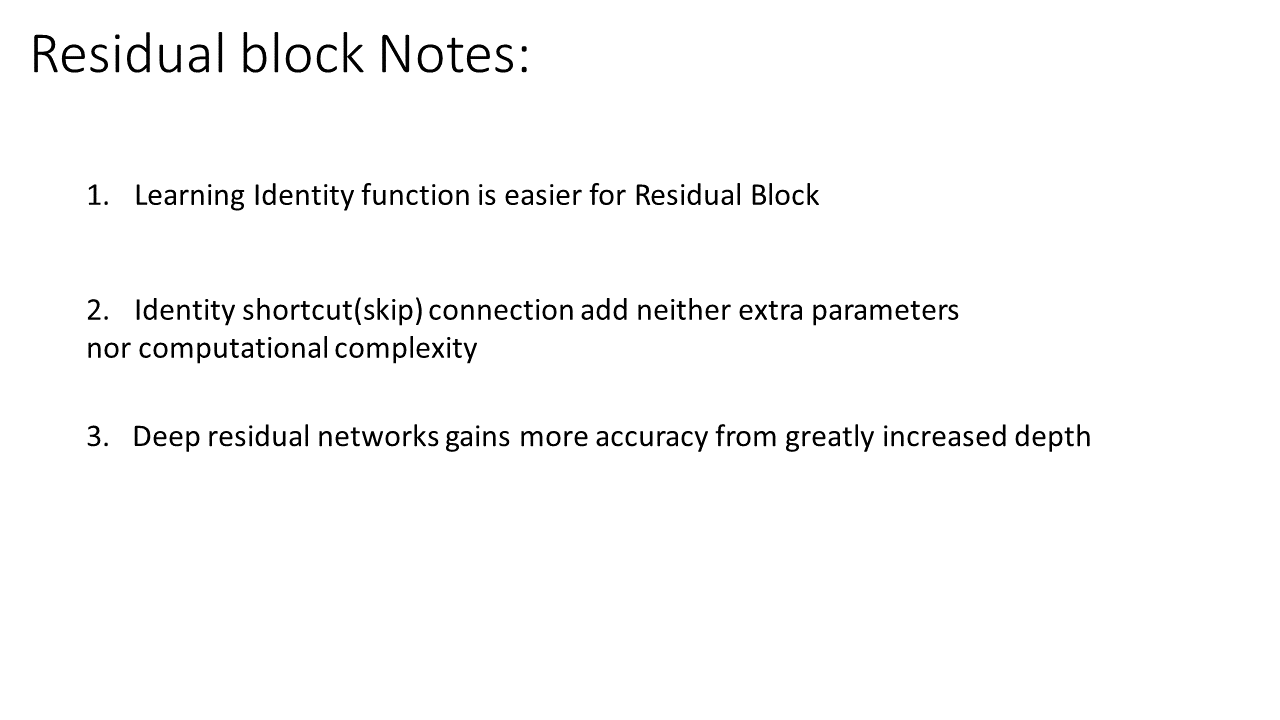 Residual block Notes:
1. Learning Identity function is easier for Residual Block
2. Identity shortcut(skip) connection add neither extra parameters
nor computational complexity
3. Deep residual networks gains more accuracy from greatly increased depth